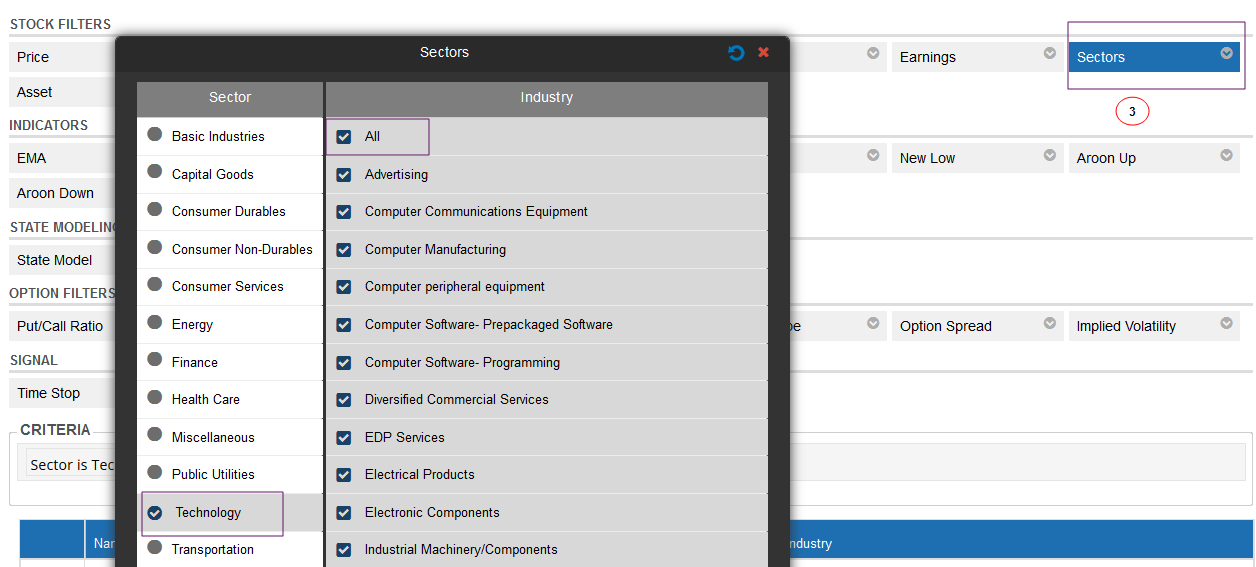 STOCK FILTERS
Price
Earnings
Sectors
Asset
3
INDICATORS
EMA
New Low
Aroon Up
Aroon Down
STATE MODELING
State Model
OPTION FILTERS
Put/Call Ratio
Option Spread
Implied Volatility
SIGNAL
Time Stop
CRITERIA
Sector is Tec
Sectors
Sector
Industry
Basic Industries
All
Capital Goods
Advertising
Consumer Durables
Computer Communications Equipment
Consumer Non-Durables
Computer Manufacturing
Consumer Services
Computer peripheral equipment
Energy
Computer Software- Prepackaged Software
Finance
Computer Software- Programming
Health Care
Diversified Commercial Services
Miscellaneous
EDP Services
Public Utilities
Electrical Products
Technology
Electronic Components
Transportation
Industrial Machinery/Components